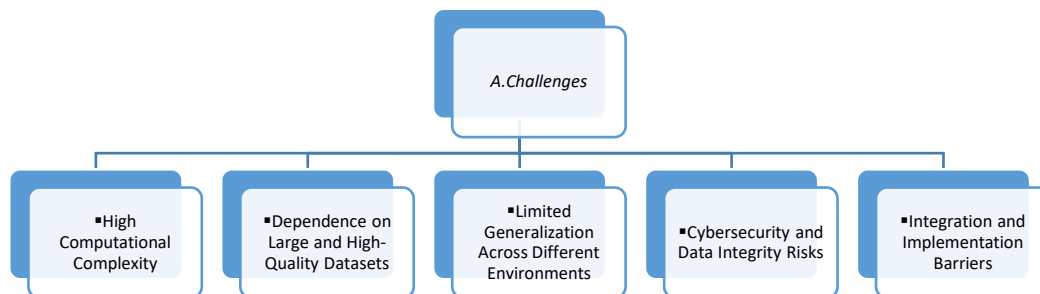 A.Challenges
▪High
Computational
Complexity
▪Dependence on
Large and High-
Quality Datasets
▪Limited
Generalization
Across Different
Environments
▪Cybersecurity and
Data Integrity Risks
▪Integration and
Implementation
Barriers